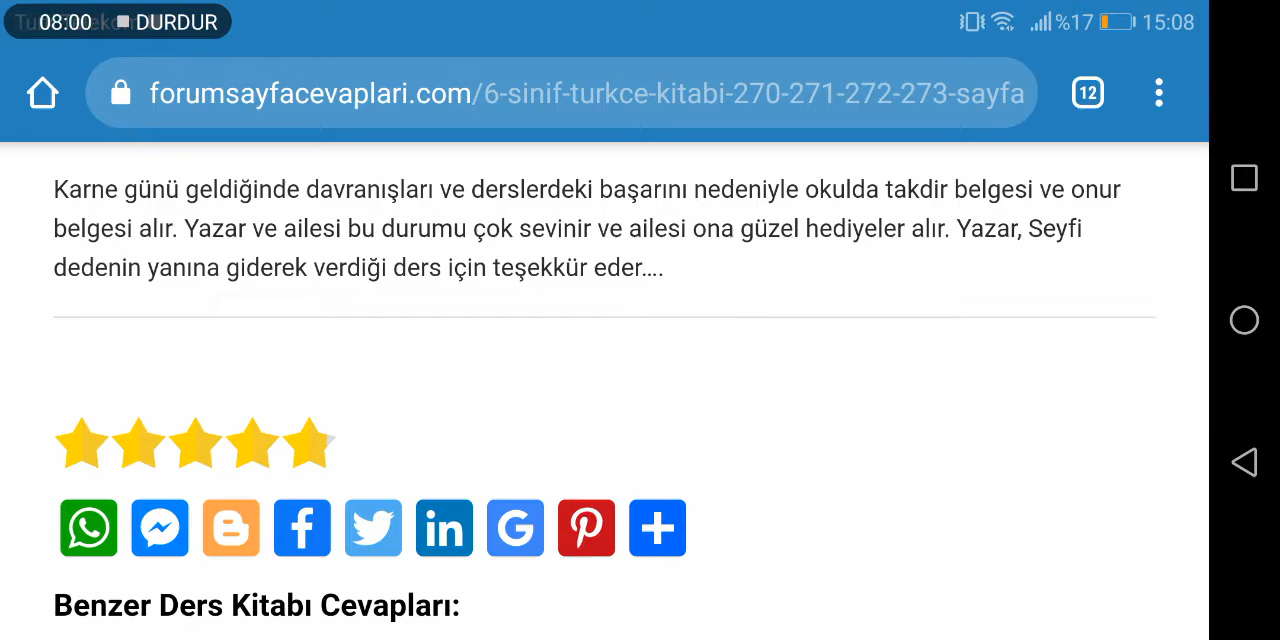 08:00 DURDUR
%17 15:08
forumsayfacevaplari.com/6-sinif-turkce-kitabi-270-271-272-273-sayfa
12
Karne günü geldiğinde davranışları ve derslerdeki başarını nedeniyle okulda takdir belgesi ve onur
belgesi alır. Yazar ve ailesi bu durumu çok sevinir ve ailesi ona güzel hediyeler alır. Yazar, Seyfi
dedenin yanına giderek verdiği ders için teşekkür eder....
Benzer Ders Kitabı Cevapları: